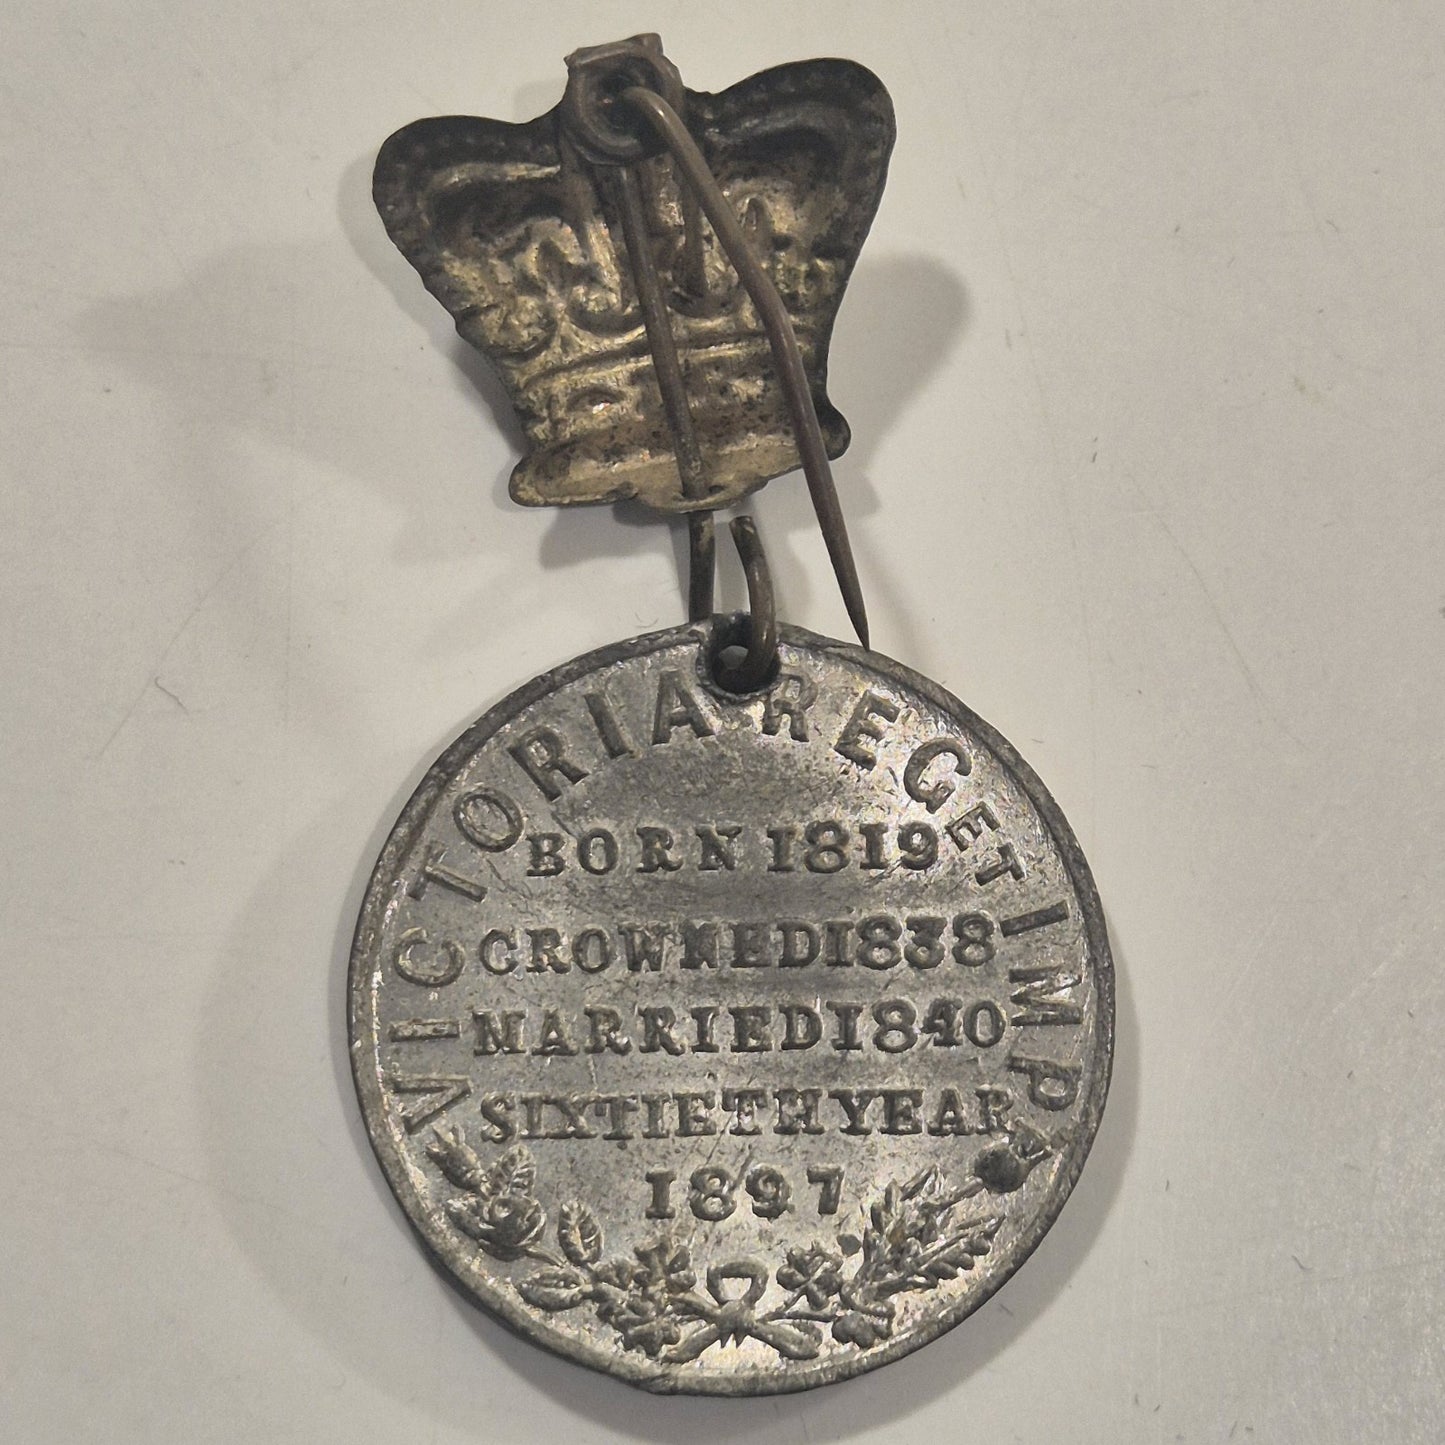 VICTORIA REG ET IMP
BORN 1819
CROWNED 1838
MARRIED 1840
SIXTIETH YEAR
1897